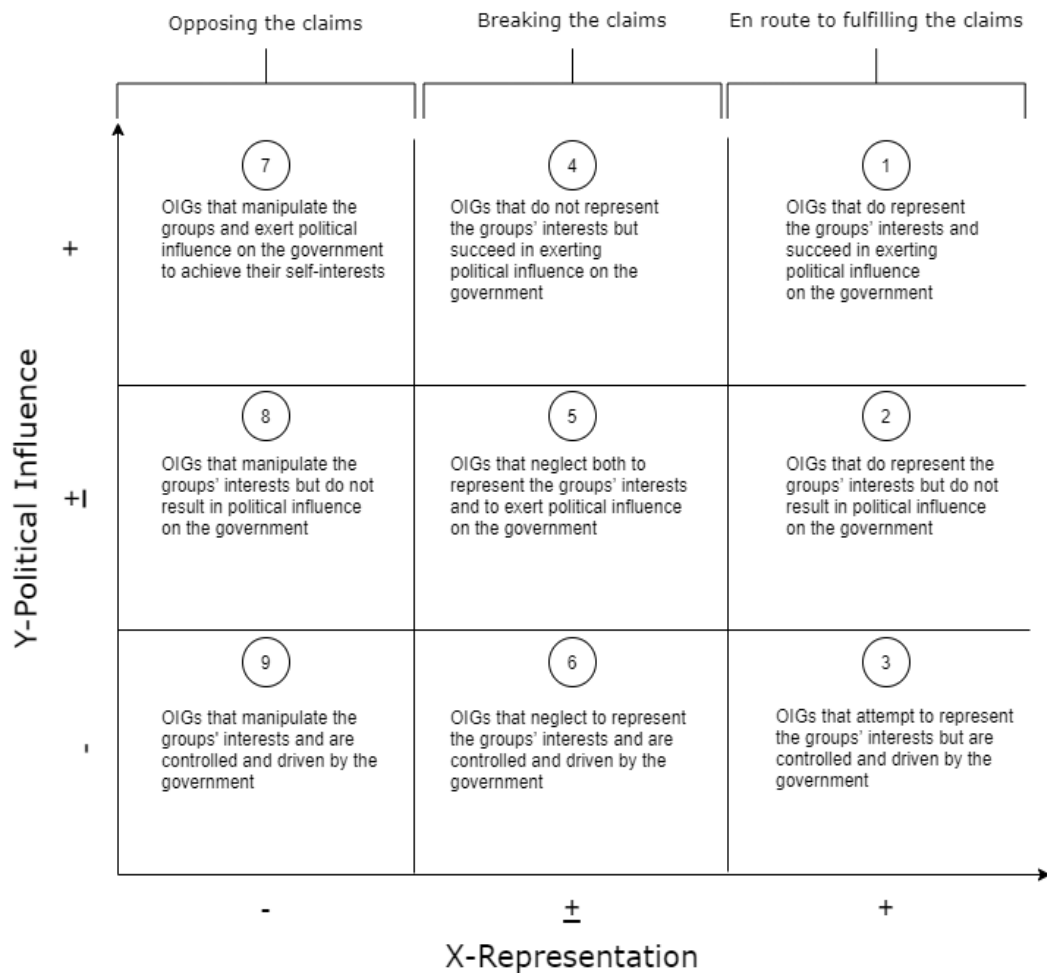 Opposing the claims
Breaking the claims
En route to fulfilling the claims
7
OIGs that manipulate the
groups and exert political
influence on the government
to achieve their self-interests
4
OIGs that do not represent
the groups' interests but
succeed in exerting
political influence on the
government
1
OIGs that do represent
the groups' interests and
succeed in exerting
political influence
on the government
+
8
OIGs that manipulate the
groups' interests but do not
result in political influence
on the government
5
OIGs that neglect both to
represent the groups' interests
and to exert political influence
on the government
2
OIGs that do represent the
groups' interests but do not
result in political influence
on the government
±
Y-Political Influence
9
OIGs that manipulate the
groups' interests and are
controlled and driven by the
government
6
OIGs that neglect to represent
the groups' interests and are
controlled and driven by the
government
3
OIGs that attempt to represent
the groups' interests but are
controlled and driven by the
government
-
-
±
+
X-Representation